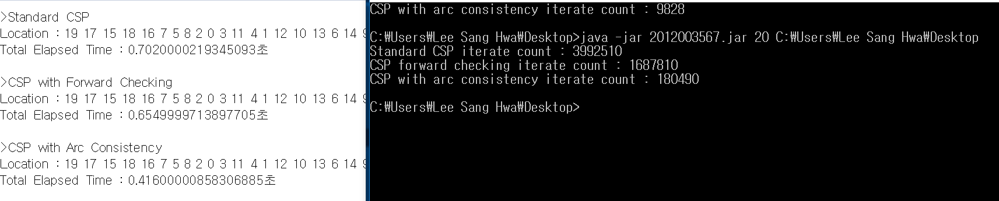 >Standard CSP
Location : 19 17 15 18 16 7 5 8 2 0 3 11 4 1 12 10 13 6 14 9
Total Elapsed Time : 0.7020000219345093초
>CSP with Forward Checking
Location : 19 17 15 18 16 7 5 8 2 0 3 11 4 1 12 10 13 6 14 9
Total Elapsed Time : 0.6549999713897705초
>CSP with Arc Consistency
Location : 19 17 15 18 16 7 5 8 2 0 3 11 4 1 12 10 13 6 14 9
Total Elapsed Time : 0.41600000858306885초
CSP with arc consistency iterate count : 9828
C:₩Users₩Lee Sang Hwa₩Desktop>java -jar 2012003567.jar 20 C:₩Users₩Lee Sang Hwa₩Desktop
Standard CSP iterate count : 3992510
CSP forward checking iterate count : 1687810
CSP with arc consistency iterate count : 180490
C:₩Users₩Lee Sang Hwa₩Desktop>